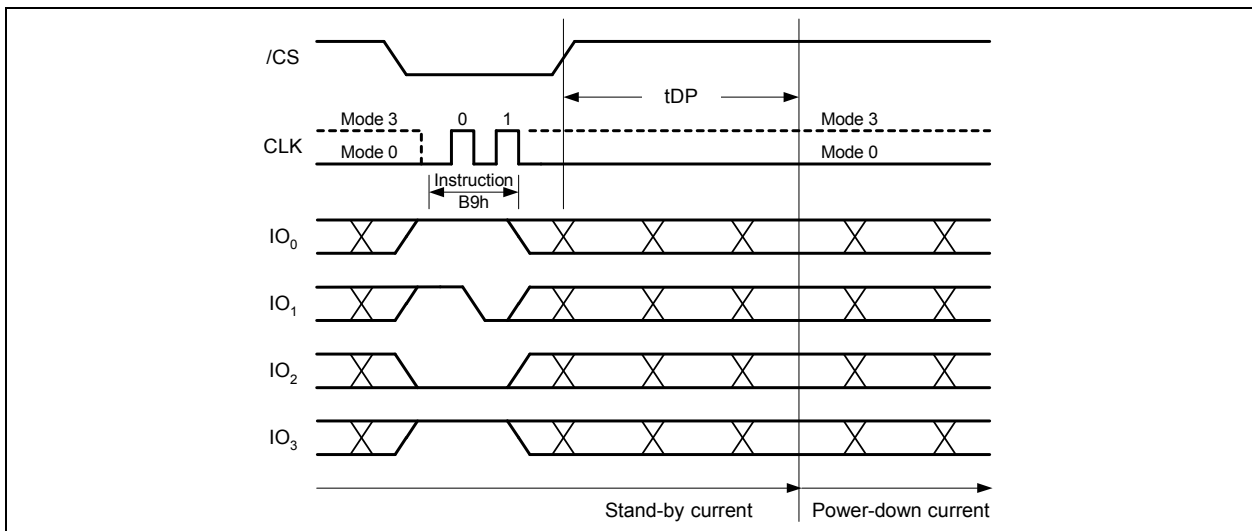 /CS
tDP
Mode 3 0 1 Mode 3
CLK
Mode 0 Mode 0
Instruction
B9h
IO₀
IO₁
IO₂
IO₃
Stand-by current Power-down current